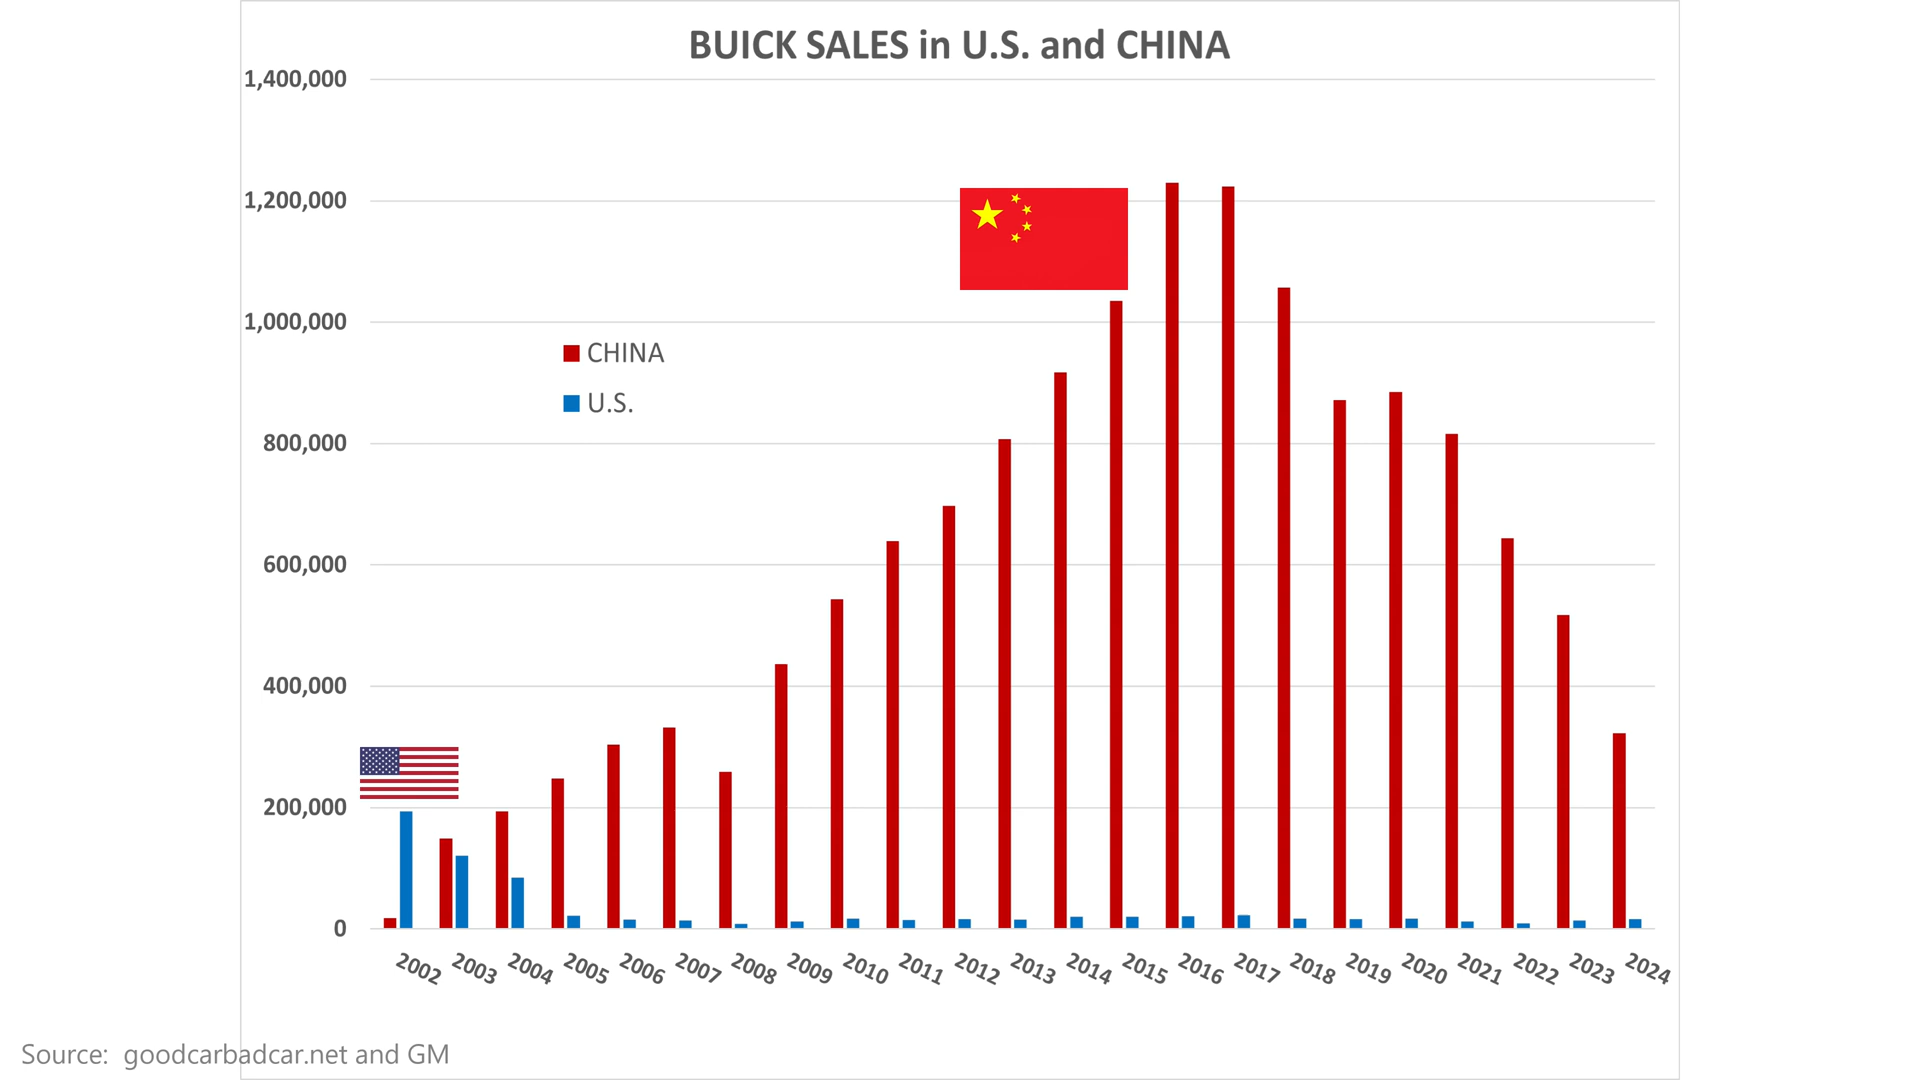 BUICK SALES in U.S. and CHINA
1,400,000
1,200,000
1,000,000
800,000
600,000
400,000
200,000
0
CHINA
U.S.
2002 2003 2004 2005 2006 2007 2008 2009 2010 2011 2012 2013 2014 2015 2016 2017 2018 2019 2020 2021 2022 2023 2024
Source: goodcarbadcar.net and GM